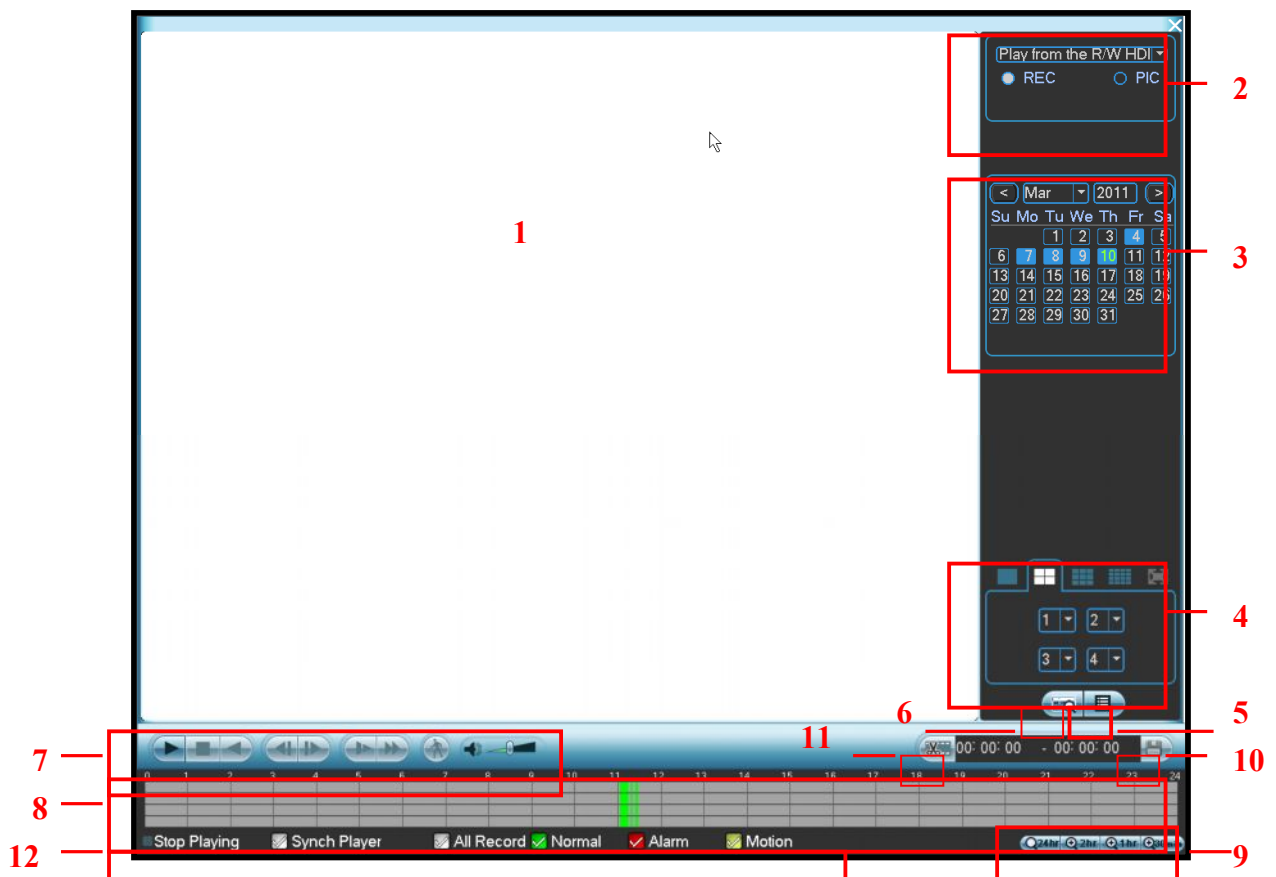 Play from the R/W HDI
REC PIC
2
< Mar 2011 >
Su Mo Tu We Th Fr Sa
1 2 3 4 5
6 7 8 9 10 11 12
13 14 15 16 17 18 19
20 21 22 23 24 25 26
27 28 29 30 31
1
3
1 2
3 4
4
6
5
7
11
00: 00: 00 - 00: 00: 00
10
0 1 2 3 4 5 6 7 8 9 10 11 12 13 14 15 16 17 18 19 20 21 22 23 24
8
Stop Playing Synch Player All Record Normal Alarm Motion
24hr 2hr 1hr
12
9